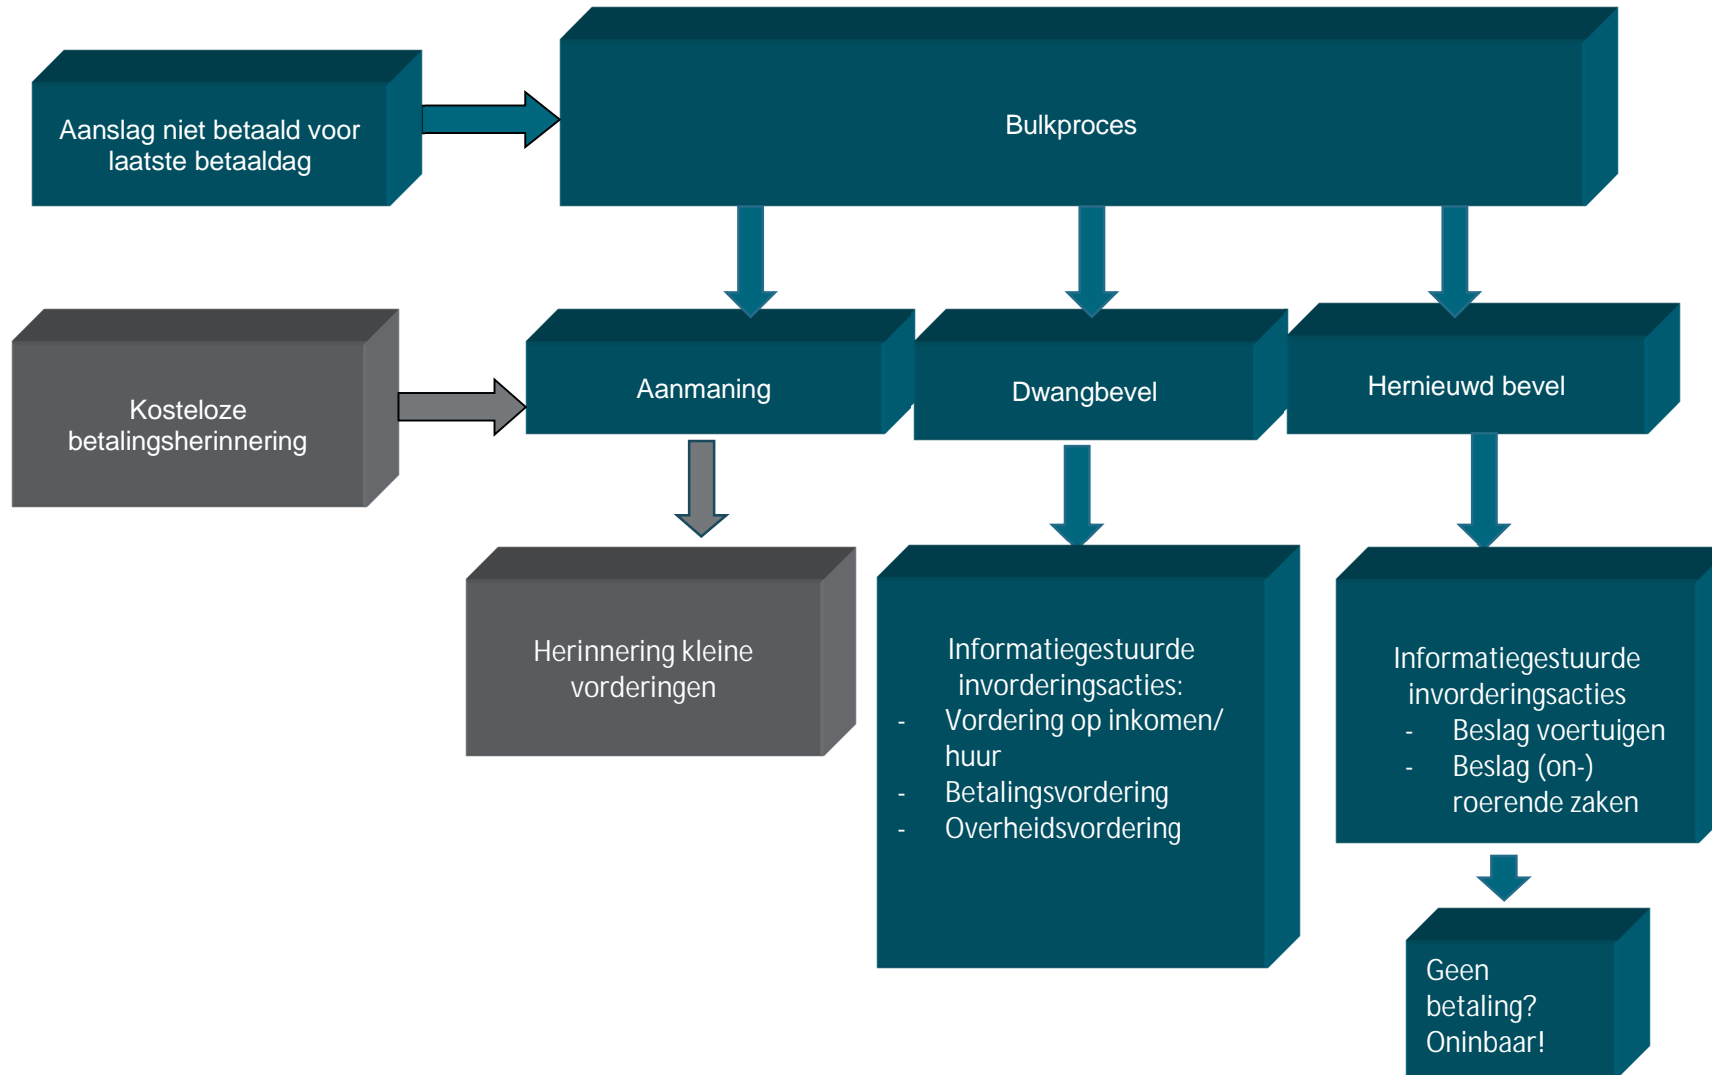 Aanslag niet betaald voor
laatste betaaldag
Bulkproces
Kosteloze
betalingsherinnering
Aanmaning
Dwangbevel
Hernieuwd bevel
Herinnering kleine
vorderingen
Informatiegestuurde
invorderingsacties:
- Vordering op inkomen/
huur
- Betalingsvordering
- Overheidsvordering
Informatiegestuurde
invorderingsacties
- Beslag voertuigen
- Beslag (on-)
roerende zaken
Geen
betaling?
Oninbaar!